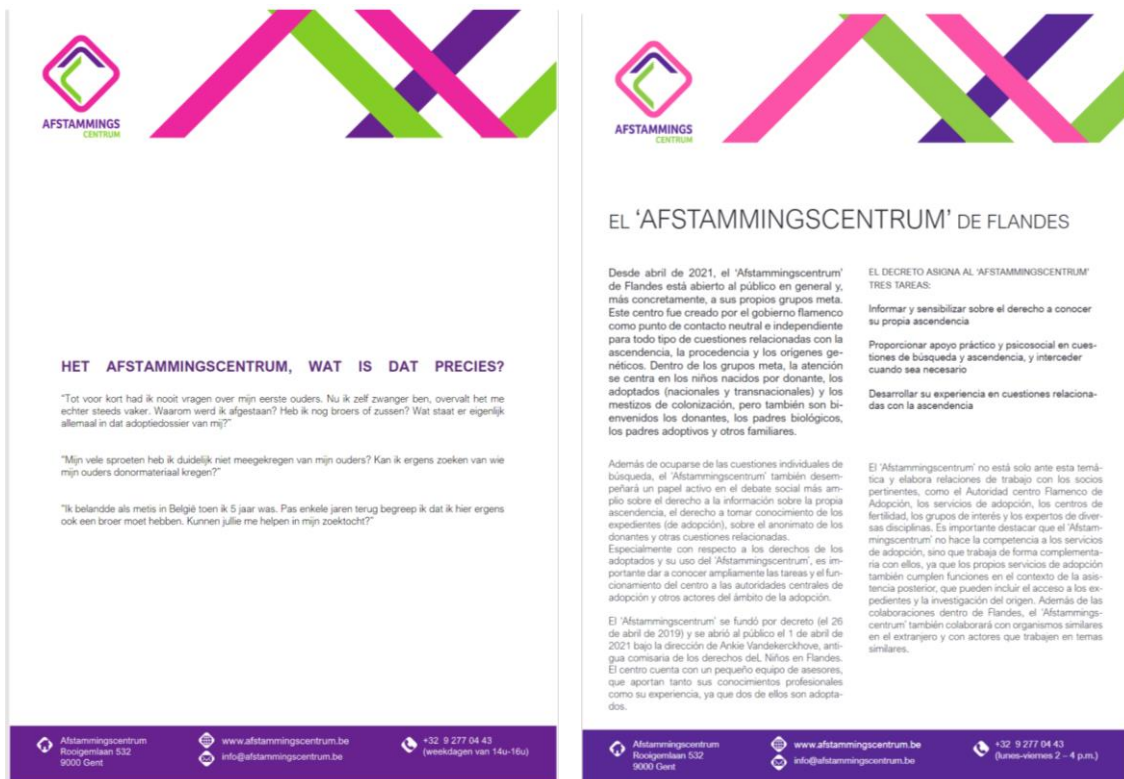 AFSTAMMINGS
CENTRUM
HET AFSTAMMINGSCENTRUM, WAT IS DAT PRECIES?
"Tot voor kort had ik nooit vragen over mijn eerste ouders. Nu ik zelf zwanger ben, overvalt het me
echter steeds vaker. Waarom werd ik afgestaan? Heb ik nog broers of zussen? Wat staat er eigenlijk
allemaal in dat adoptiedossier van mij?"
"Mijn vele sproeten heb ik duidelijk niet meegekregen van mijn ouders? Kan ik ergens zoeken van wie
mijn ouders donormateriaal kregen?"
"Ik belandde als metis in België toen ik 5 jaar was. Pas enkele jaren terug begreep ik dat ik hier ergens
ook een broer moet hebben. Kunnen jullie me helpen in mijn zoektocht?"
Afstammingscentrum
Rooigemlaan 532
9000 Gent
www.afstammingscentrum.be
info@afstammingscentrum.be
+32 9 277 04 43
(weekdagen van 14u-16u)
AFSTAMMINGS
CENTRUM
EL 'AFSTAMMINGSCENTRUM' DE FLANDES
Desde abril de 2021, el 'Afstammingscentrum'
de Flandes está abierto al público en general y,
más concretamente, a sus propios grupos meta.
Este centro fue creado por el gobierno flamenco
como punto de contacto neutral e independiente
para todo tipo de cuestiones relacionadas con la
ascendencia, la procedencia y los orígenes ge-
néticos. Dentro de los grupos meta, la atención
se centra en los niños nacidos por donante, los
adoptados (nacionales y transnacionales) y los
mestizos de colonización, pero también son bi-
envenidos los donantes, los padres biológicos,
los padres adoptivos y otros familiares.
Además de ocuparse de las cuestiones individuales de
búsqueda, el 'Afstammingscentrum' también desem-
peñará un papel activo en el debate social más am-
plio sobre el derecho a la información sobre la propia
ascendencia, el derecho a tomar conocimiento de los
expedientes (de adopción), sobre el anonimato de los
donantes y otras cuestiones relacionadas.
Especialmente con respecto a los derechos de los
adoptados y su uso del 'Afstammingscentrum', es im-
portante dar a conocer ampliamente las tareas y el fun-
cionamiento del centro a las autoridades centrales de
adopción y otros actores del ámbito de la adopción.
El 'Afstammingscentrum' se fundó por decreto (el 26
de abril de 2019) y se abrió al público el 1 de abril de
2021 bajo la dirección de Ankie Vandekerckhove, anti-
gua comisaria de los derechos deL Niños en Flandes.
El centro cuenta con un pequeño equipo de asesores,
que aportan tanto sus conocimientos profesionales
como su experiencia, ya que dos de ellos son adopta-
dos.
EL DECRETO ASIGNA AL 'AFSTAMMINGSCENTRUM'
TRES TAREAS:
Informar y sensibilizar sobre el derecho a conocer
su propia ascendencia
Proporcionar apoyo práctico y psicosocial en cues-
tiones de búsqueda y ascendencia, y interceder
cuando sea necesario
Desarrollar su experiencia en cuestiones relaciona-
das con la ascendencia
El 'Afstammingscentrum' no está solo ante esta temá-
tica y elabora relaciones de trabajo con los socios
pertinentes, como el Autoridad centro Flamenco de
Adopción, los servicios de adopción, los centros de
fertilidad, los grupos de interés y los expertos de diver-
sas disciplinas. Es importante destacar que el 'Afstam-
mingscentrum' no hace la competencia a los servicios
de adopción, sino que trabaja de forma complementa-
ria con ellos, ya que los propios servicios de adopción
también cumplen funciones en el contexto de la asis-
tencia posterior, que pueden incluir el acceso a los ex-
pedientes y la investigación del origen. Además de las
colaboraciones dentro de Flandes, el 'Afstammings-
centrum' también colaborará con organismos similares
en el extranjero y con actores que trabajen en temas
similares.
Afstammingscentrum
Rooigemlaan 532
9000 Gent
www.afstammingscentrum.be
info@afstammingscentrum.be
+32 9 277 04 43
(lunes-viernes 2 – 4 p.m.)